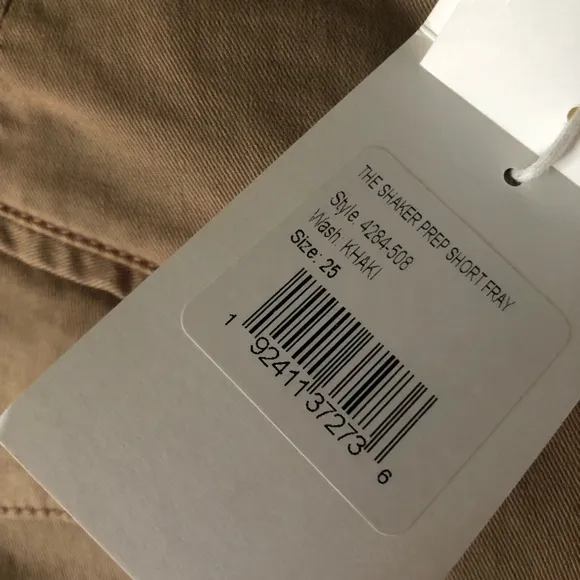 THE SHAKER PREP SHORT FRAY
Style: 4284-508
Wash: KHAKI
Size: 25
1 92411 37273 6